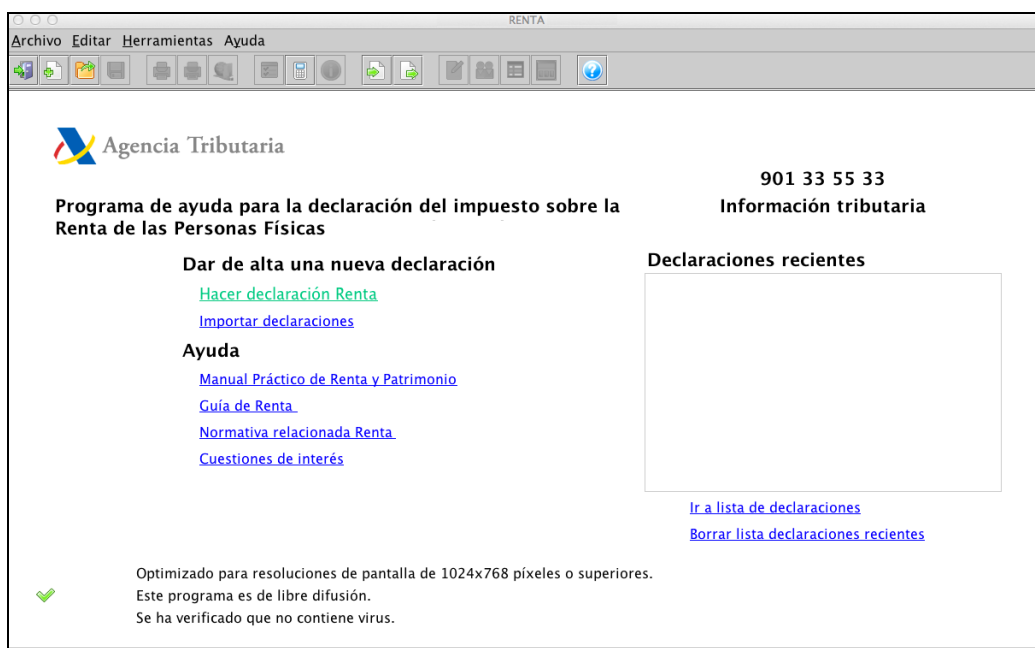 RENTA
Archivo Editar Herramientas Ayuda
Agencia Tributaria
901 33 55 33
Información tributaria
Programa de ayuda para la declaración del impuesto sobre la
Renta de las Personas Físicas
Dar de alta una nueva declaración
Hacer declaración Renta
Importar declaraciones
Ayuda
Manual Práctico de Renta y Patrimonio
Guía de Renta
Normativa relacionada Renta
Cuestiones de interés
Declaraciones recientes
Ir a lista de declaraciones
Borrar lista declaraciones recientes
Optimizado para resoluciones de pantalla de 1024x768 píxeles o superiores.
Este programa es de libre difusión.
Se ha verificado que no contiene virus.